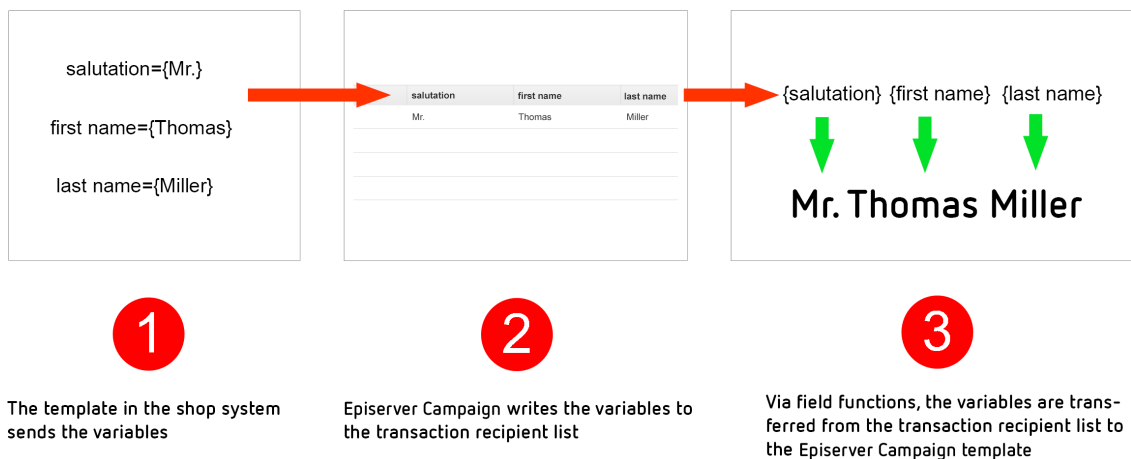 salutation={Mr.}
first name={Thomas}
last name={Miller}
salutation first name last name
Mr. Thomas Miller
{salutation} {first name} {last name}
Mr. Thomas Miller
1
The template in the shop system
sends the variables
2
Episerver Campaign writes the variables to
the transaction recipient list
3
Via field functions, the variables are trans-
ferred from the transaction recipient list to
the Episerver Campaign template